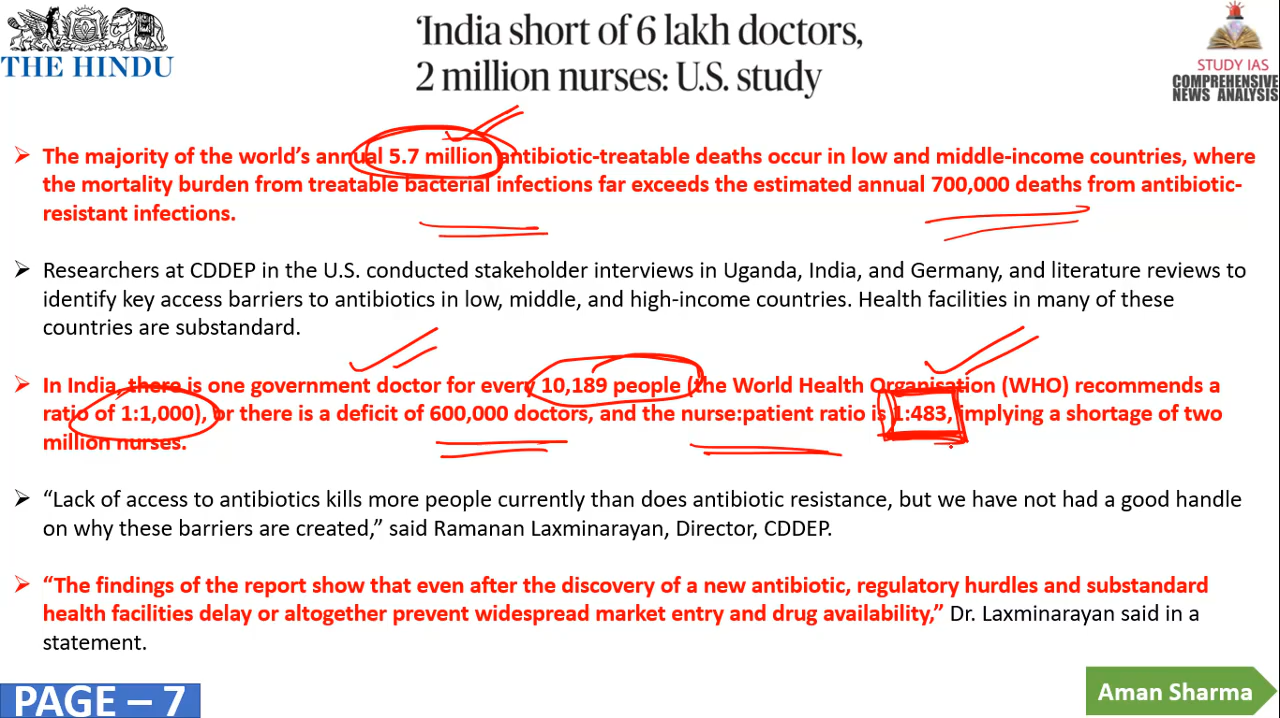 THE HINDU
‘India short of 6 lakh doctors,
2 million nurses: U.S. study
STUDY IAS
COMPREHENSIVE
NEWS ANALYSIS
➢ The majority of the world’s annual 5.7 million antibiotic-treatable deaths occur in low and middle-income countries, where
the mortality burden from treatable bacterial infections far exceeds the estimated annual 700,000 deaths from antibiotic-
resistant infections.
➢ Researchers at CDDEP in the U.S. conducted stakeholder interviews in Uganda, India, and Germany, and literature reviews to
identify key access barriers to antibiotics in low, middle, and high-income countries. Health facilities in many of these
countries are substandard.
➢ In India, there is one government doctor for every 10,189 people (the World Health Organisation (WHO) recommends a
ratio of 1:1,000), or there is a deficit of 600,000 doctors, and the nurse:patient ratio is 1:483, implying a shortage of two
million nurses.
➢ “Lack of access to antibiotics kills more people currently than does antibiotic resistance, but we have not had a good handle
on why these barriers are created,” said Ramanan Laxminarayan, Director, CDDEP.
➢ “The findings of the report show that even after the discovery of a new antibiotic, regulatory hurdles and substandard
health facilities delay or altogether prevent widespread market entry and drug availability,” Dr. Laxminarayan said in a
statement.
PAGE – 7
Aman Sharma